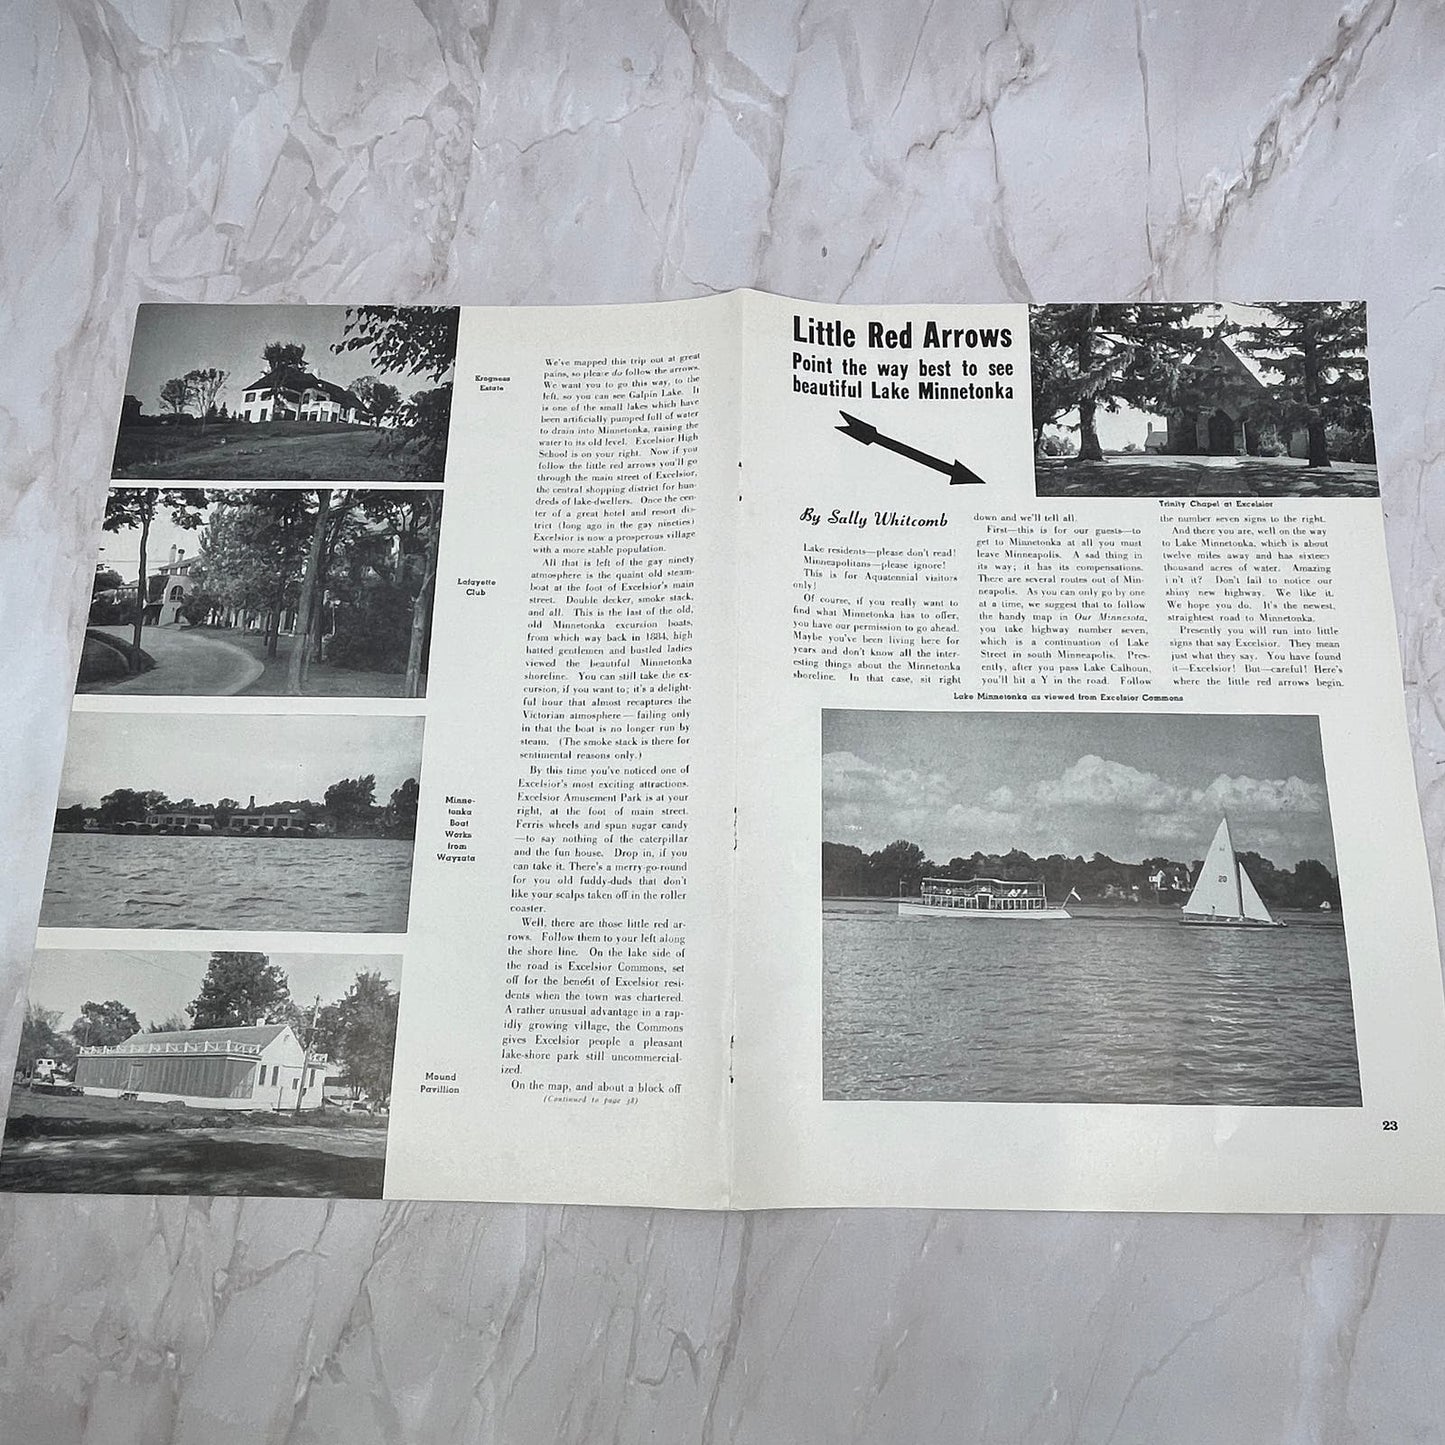 Erogness
Estate
Lafayette
Club
Minne-
tonka
Boat
Works
from
Wayzata
Mound
Pavillion
We've mapped this trip out at great
pains, so please do follow the arrows.
We want you to go this way, to the
left, so you can see Galpin Lake. It
is one of the small lakes which have
been artificially pumped full of water
to drain into Minnetonka, raising the
water to its old level. Excelsior High
School is on your right. Now if you
follow the little red arrows you'll go
through the main street of Excelsior,
the central shopping district for hun-
dreds of lake-dwellers. Once the cen-
ter of a great hotel and resort dis-
trict (long ago in the gay nineties)
Excelsior is now a prosperous village
with a more stable population.
All that is left of the gay ninety
atmosphere is the quaint old steam-
boat at the foot of Excelsior's main
street. Double decker, smoke stack,
and all. This is the last of the old,
old Minnetonka excursion boats,
from which way back in 1884, high
hatted gentlemen and bustled ladies
viewed the beautiful Minnetonka
shoreline. You can still take the ex-
cursion, if you want to; it's a delight-
ful hour that almost recaptures the
Victorian atmosphere—failing only
in that the boat is no longer run by
steam. (The smoke stack is there for
sentimental reasons only.)
By this time you've noticed one of
Excelsior's most exciting attractions.
Excelsior Amusement Park is at your
right, at the foot of main street.
Ferris wheels and spun sugar candy
—to say nothing of the caterpillar
and the fun house. Drop in, if you
can take it. There's a merry-go-round
for you old fuddy-duds that don't
like your scalps taken off in the roller
coaster.
Well, there are those little red ar-
rows. Follow them to your left along
the shore line. On the lake side of
the road is Excelsior Commons, set
off for the benefit of Excelsior resi-
dents when the town was chartered.
A rather unusual advantage in a rap-
idly growing village, the Commons
gives Excelsior people a pleasant
lake-shore park still uncommercial-
ized.
On the map, and about a block off
(Continued to page 38)
Little Red Arrows
Point the way best to see
beautiful Lake Minnetonka
Trinity Chapel at Excelsior
By Sally Whitcomb
Lake residents—please don't read!
Minneapolitans—please ignore!
This is for Aquatennial visitors
only!
Of course, if you really want to
find what Minnetonka has to offer,
you have our permission to go ahead.
Maybe you've been living here for
years and don't know all the inter-
esting things about the Minnetonka
shoreline. In that case, sit right
down and we'll tell all.
First—this is for our guests—to
get to Minnetonka at all you must
leave Minneapolis. A sad thing in
its way; it has its compensations.
There are several routes out of Min-
neapolis. As you can only go by one
at a time, we suggest that to follow
the handy map in Our Minnesota,
you take highway number seven,
which is a continuation of Lake
Street in south Minneapolis. Pres-
ently, after you pass Lake Calhoun,
you'll hit a Y in the road. Follow
the number seven signs to the right.
And there you are, well on the way
to Lake Minnetonka, which is about
twelve miles away and has sixteen
thousand acres of water. Amazing
i n't it? Don't fail to notice our
shiny new highway. We like it.
We hope you do. It's the newest,
straightest road to Minnetonka.
Presently you will run into little
signs that say Excelsior. They mean
just what they say. You have found
it—Excelsior! But—careful! Here's
where the little red arrows begin.
Lake Minnetonka as viewed from Excelsior Commons
20
23